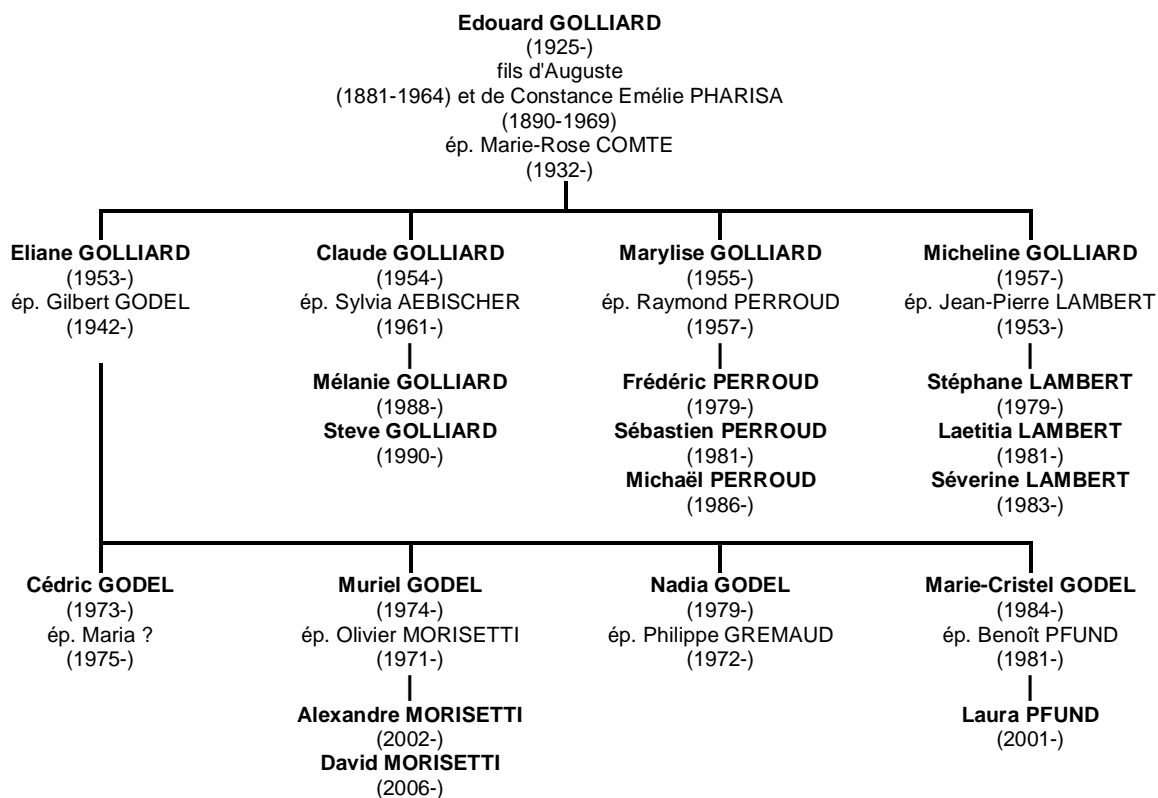 Edouard GOLLIARD
(1925-)
fils d'Auguste
(1881-1964) et de Constance Emélie PHARISA
(1890-1969)
ép. Marie-Rose COMTE
(1932-)
Eliane GOLLIARD
(1953-)
ép. Gilbert GODEL
(1942-)
Claude GOLLIARD
(1954-)
ép. Sylvia AEBISCHER
(1961-)
Mélanie GOLLIARD
(1988-)
Steve GOLLIARD
(1990-)
Marylise GOLLIARD
(1955-)
ép. Raymond PERROUD
(1957-)
Frédéric PERROUD
(1979-)
Sébastien PERROUD
(1981-)
Michaël PERROUD
(1986-)
Micheline GOLLIARD
(1957-)
ép. Jean-Pierre LAMBERT
(1953-)
Stéphane LAMBERT
(1979-)
Laetitia LAMBERT
(1981-)
Séverine LAMBERT
(1983-)
Cédric GODEL
(1973-)
ép. Maria ?
(1975-)
Muriel GODEL
(1974-)
ép. Olivier MORISETTI
(1971-)
Alexandre MORISETTI
(2002-)
David MORISETTI
(2006-)
Nadia GODEL
(1979-)
ép. Philippe GREMAUD
(1972-)
Marie-Cristel GODEL
(1984-)
ép. Benoît PFUND
(1981-)
Laura PFUND
(2001-)